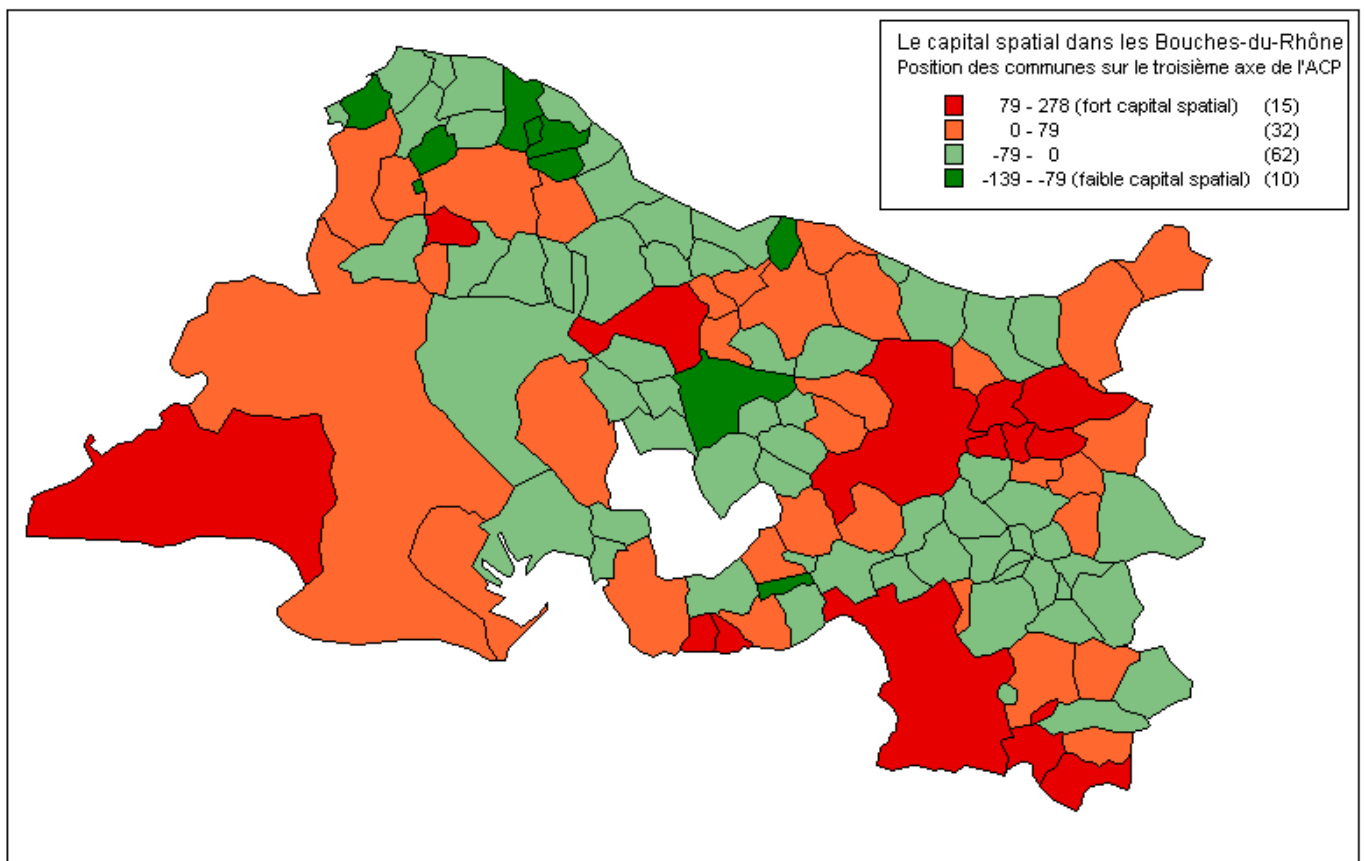 Le capital spatial dans les Bouches-du-Rhône
Position des communes sur le troisième axe de l'ACP
79 - 278 (fort capital spatial) (15)
0 - 79 (32)
-79 - 0 (62)
-139 - -79 (faible capital spatial) (10)